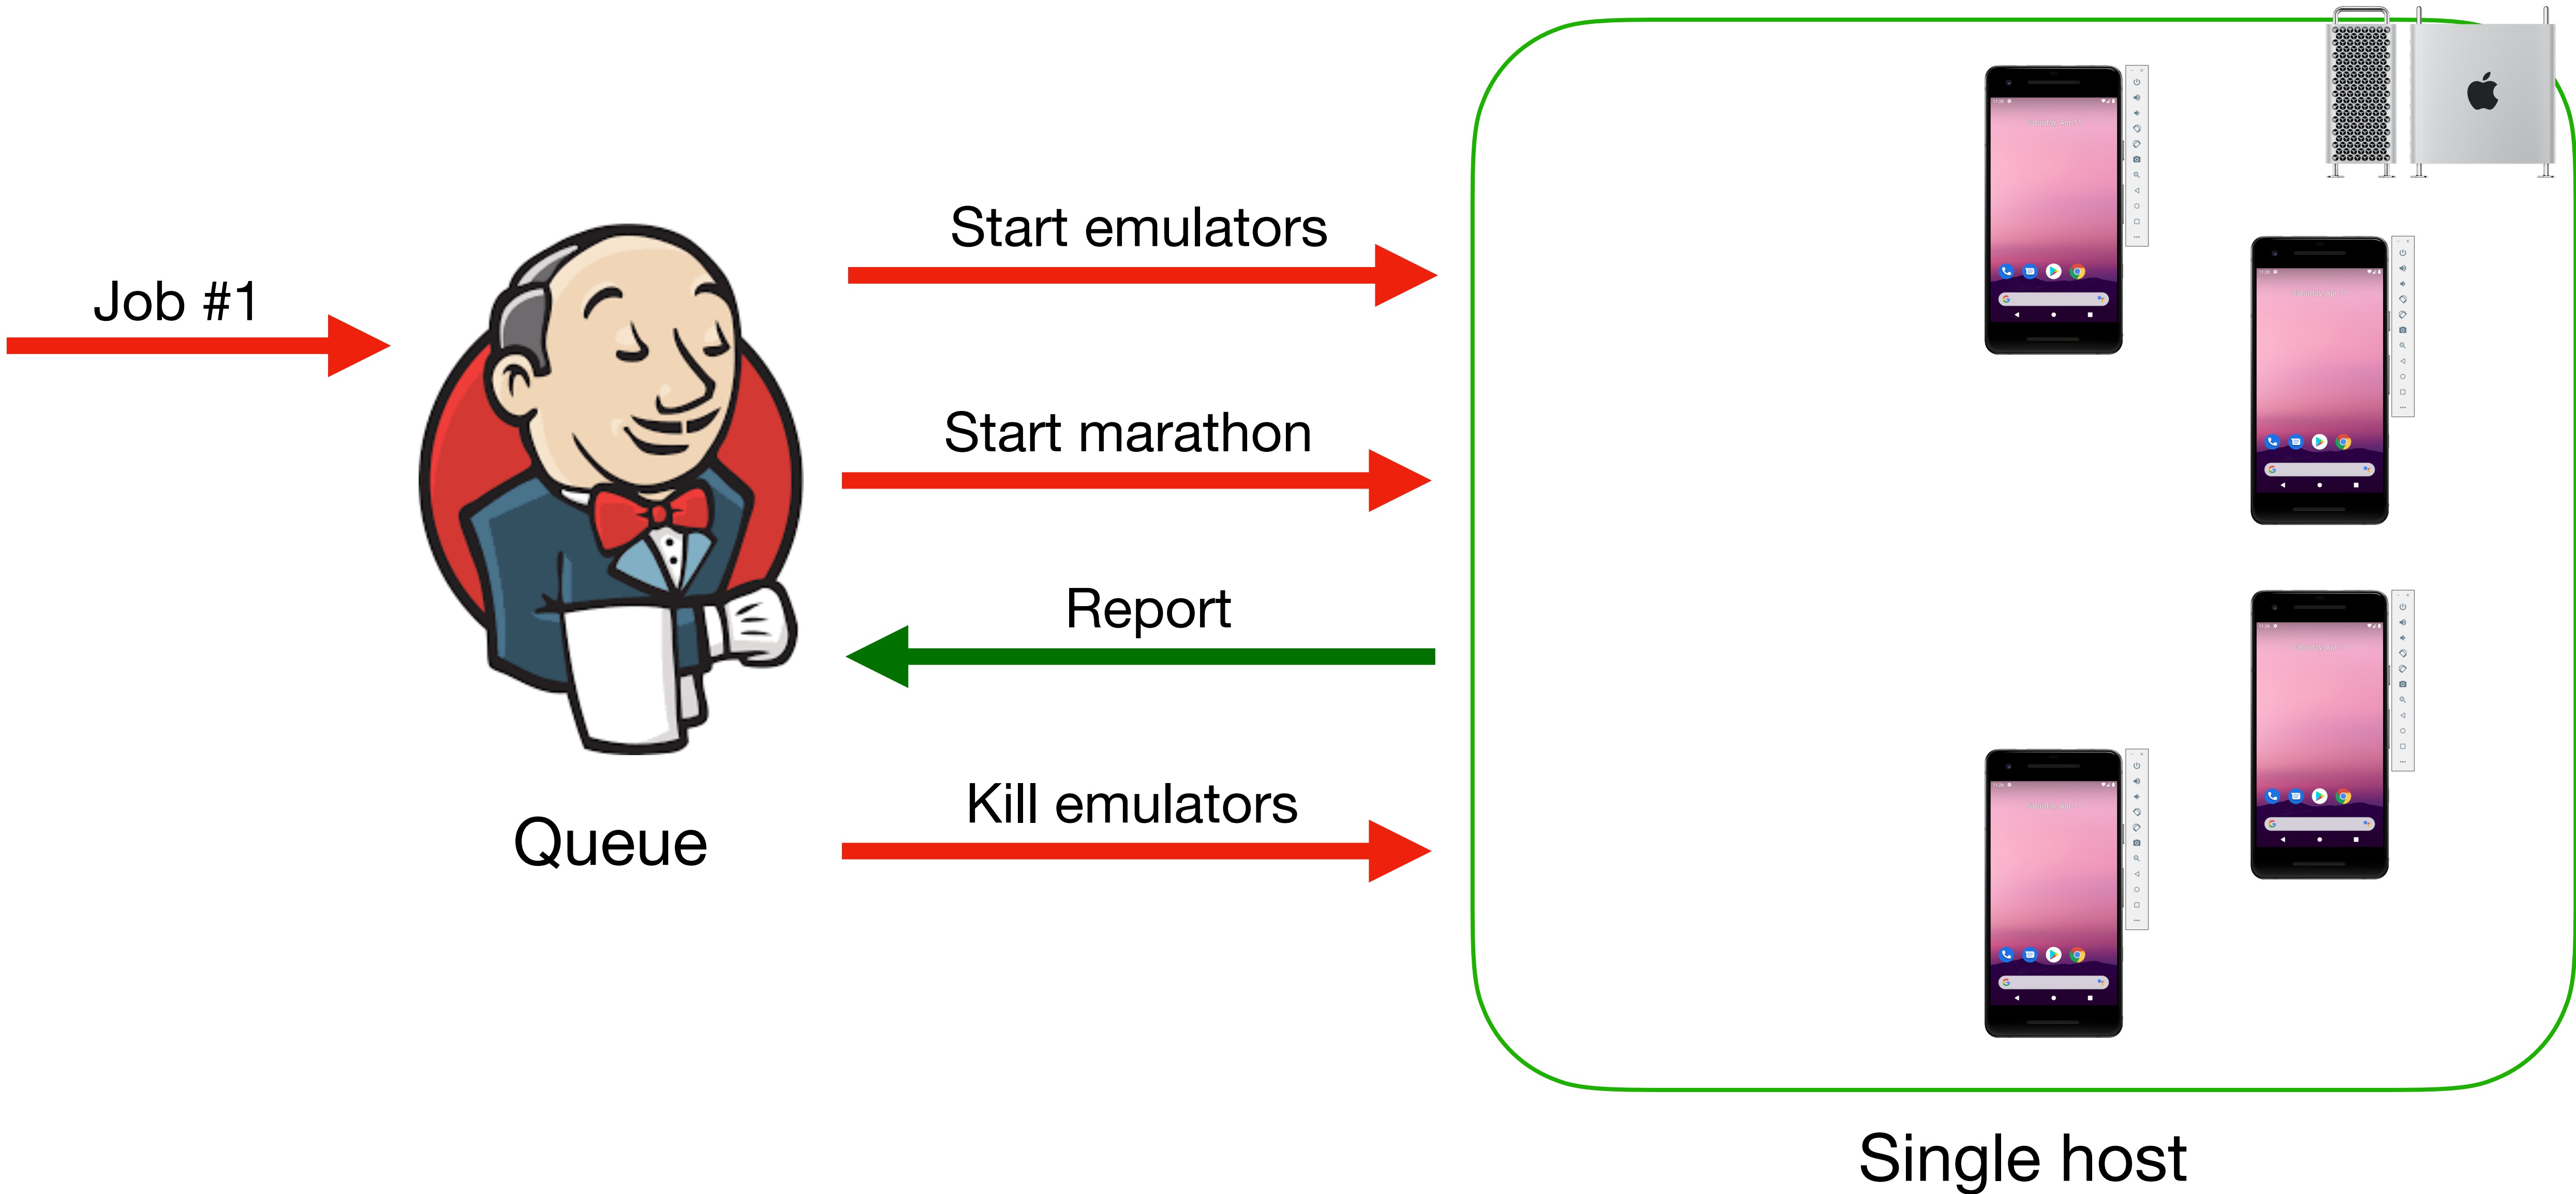 Job #1
Start emulators
Start marathon
Report
Kill emulators
Queue
Single host